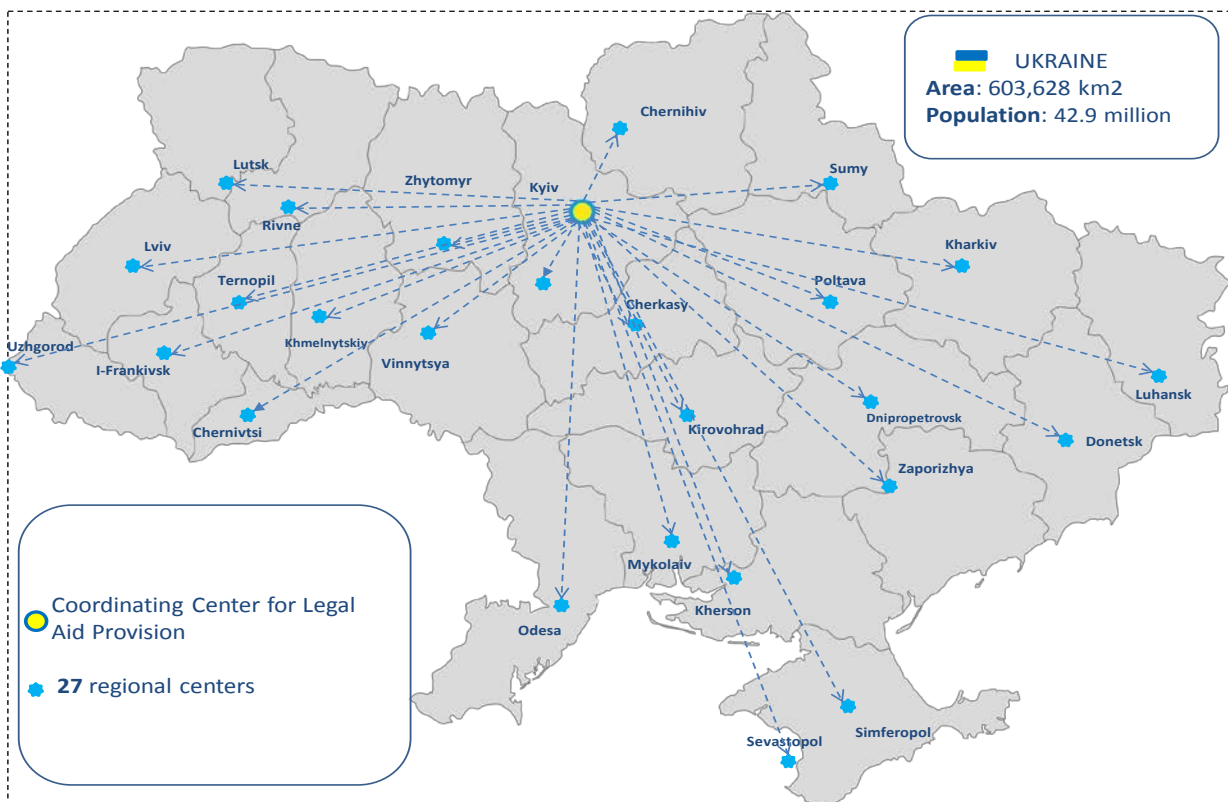 UKRAINE
Area: 603,628 km2
Population: 42.9 million
Chernihiv
Lutsk
Sumy
Zhytomyr
Kyiv
Rivne
Lviv
Kharkiv
Ternopil
Poltava
Cherkasy
Uzhgorod
Khmelnytskiy
I-Frankivsk
Vinnytsya
Luhansk
Dnipropetrovsk
Chernivtsi
Kirovohrad
Donetsk
Zaporizhya
Mykolaiv
Kherson
Odesa
Simferopol
Sevastopol
Coordinating Center for Legal
Aid Provision
27 regional centers